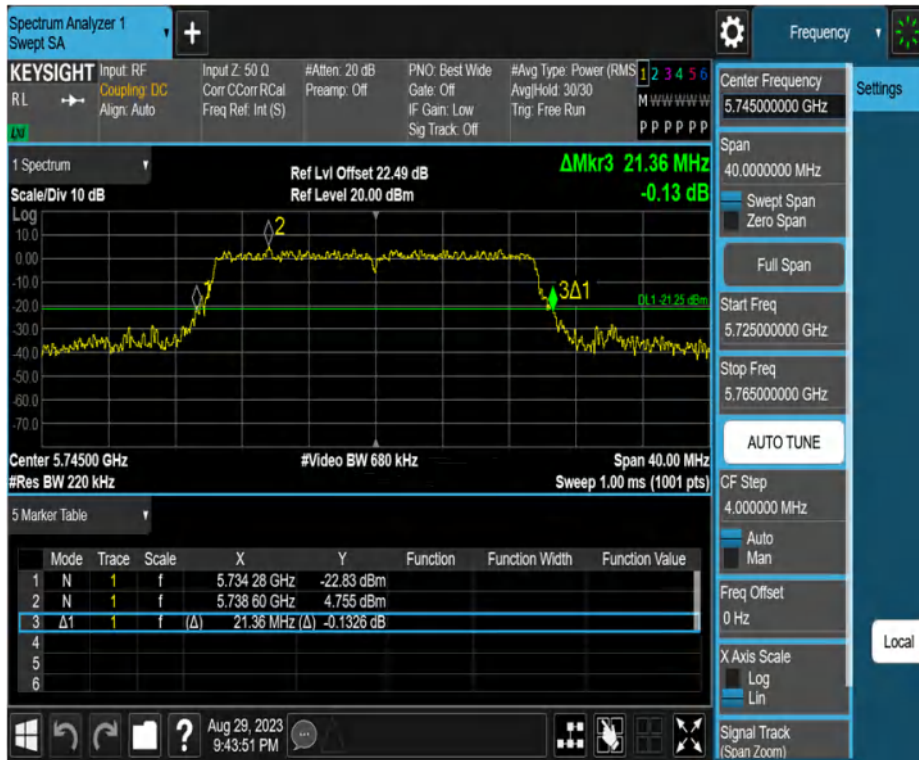 Spectrum Analyzer 1
Swept SA
+
Frequency
KEYSIGHT
RL
LXI
Input: RF
Coupling: DC
Align: Auto
Input Z: 50 Ω
Corr CCorr RCal
Freq Ref: Int (S)
#Atten: 20 dB
Preamp: Off
PNO: Best Wide
Gate: Off
IF Gain: Low
Sig Track: Off
#Avg Type: Power (RMS
Avg|Hold: 30/30
Trig: Free Run
1 2 3 4 5 6
M W W W W W
P P P P P P
1 Spectrum
Scale/Div 10 dB
Ref Lvl Offset 22.49 dB
Ref Level 20.00 dBm
ΔMkr3 21.36 MHz
-0.13 dB
Log
10.0
0.00
-10.0
-20.0
-30.0
-40.0
-50.0
-60.0
-70.0
1
2
3Δ1
DL1 -21.25 dBm
Center 5.74500 GHz
#Video BW 680 kHz
Span 40.00 MHz
#Res BW 220 kHz
Sweep 1.00 ms (1001 pts)
5 Marker Table
Mode Trace Scale X Y Function Function Width Function Value
1 N 1 f 5.734 28 GHz -22.83 dBm
2 N 1 f 5.738 60 GHz 4.755 dBm
3 Δ1 1 f (Δ) 21.36 MHz (Δ) -0.1326 dB
4
5
6
?
Aug 29, 2023
9:43:51 PM
Center Frequency
5.745000000 GHz
Span
40.0000000 MHz
Swept Span
Zero Span
Full Span
Start Freq
5.725000000 GHz
Stop Freq
5.765000000 GHz
AUTO TUNE
CF Step
4.000000 MHz
Auto
Man
Freq Offset
0 Hz
X Axis Scale
Log
Lin
Signal Track
(Span Zoom)
Settings
Local